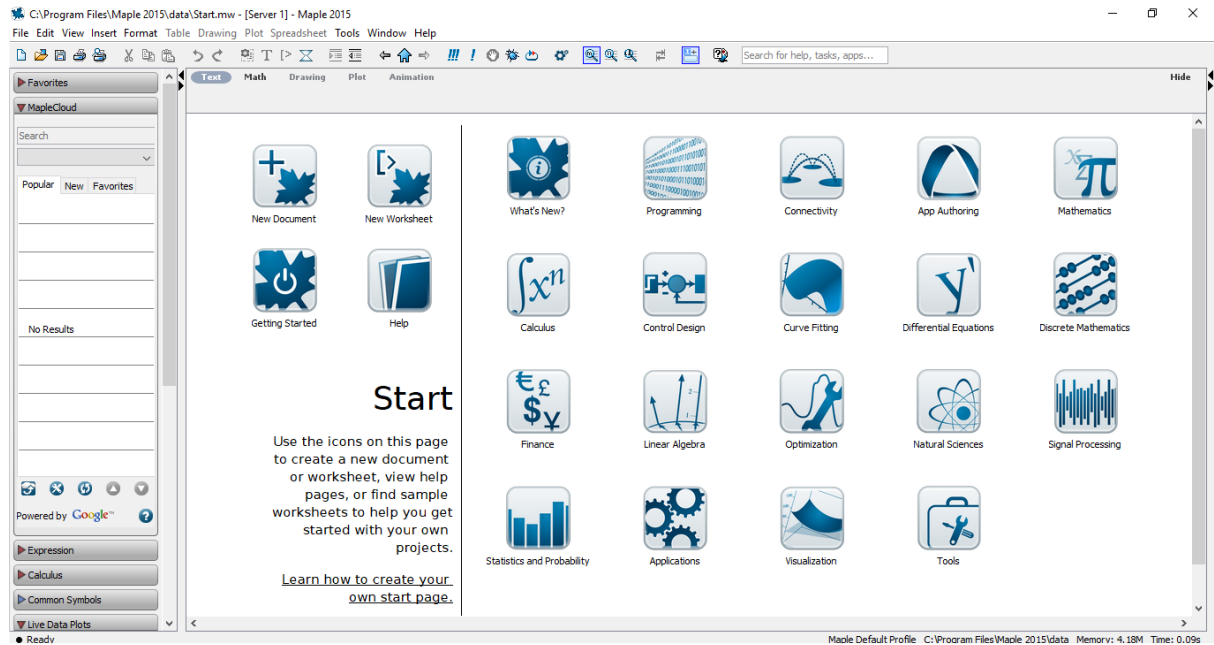 C:\Program Files\Maple 2015\data\Start.mw - [Server 1] - Maple 2015
File Edit View Insert Format Table Drawing Plot Spreadsheet Tools Window Help
Search for help, tasks, apps...
Favorites
Text Math Drawing Plot Animation Hide
MapleCloud
Search
Popular New Favorites
No Results
Powered by Google™
Expression
Calculus
Common Symbols
Live Data Plots
New Document New Worksheet
Getting Started Help
Start
Use the icons on this page
to create a new document
or worksheet, view help
pages, or find sample
worksheets to help you get
started with your own
projects.
Learn how to create your
own start page.
What's New? Programming Connectivity App Authoring Mathematics
Calculus Control Design Curve Fitting Differential Equations Discrete Mathematics
Finance Linear Algebra Optimization Natural Sciences Signal Processing
Statistics and Probability Applications Visualization Tools
Ready
Maple Default Profile C:\Program Files\Maple 2015\data Memory: 4.18M Time: 0.09s